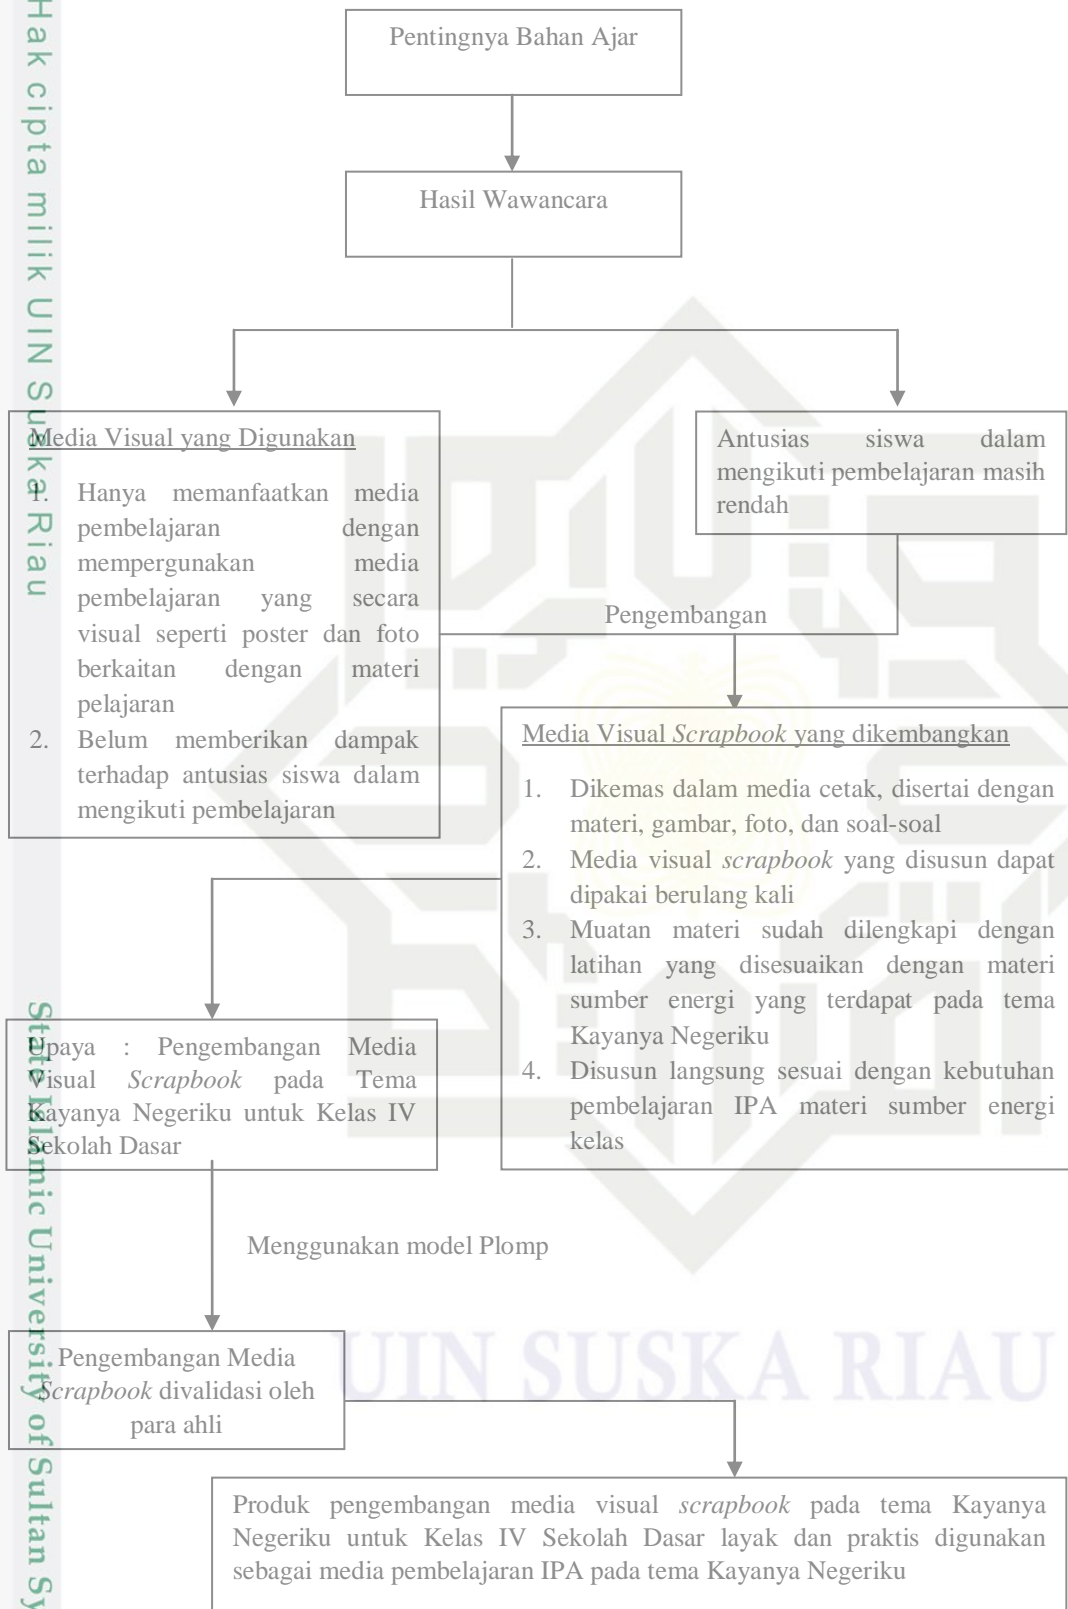 Hak cipta milik UIN Suska Riau
State Islamic University of Sultan Sy
Pentingnya Bahan Ajar
Hasil Wawancara
Media Visual yang Digunakan
1. Hanya memanfaatkan media
pembelajaran dengan
mempergunakan media
pembelajaran yang secara
visual seperti poster dan foto
berkaitan dengan materi
pelajaran
2. Belum memberikan dampak
terhadap antusias siswa dalam
mengikuti pembelajaran
Antusias siswa dalam
mengikuti pembelajaran masih
rendah
Pengembangan
Media Visual Scrapbook yang dikembangkan
1. Dikemas dalam media cetak, disertai dengan
materi, gambar, foto, dan soal-soal
2. Media visual scrapbook yang disusun dapat
dipakai berulang kali
3. Muatan materi sudah dilengkapi dengan
latihan yang disesuaikan dengan materi
sumber energi yang terdapat pada tema
Kayanya Negeriku
4. Disusun langsung sesuai dengan kebutuhan
pembelajaran IPA materi sumber energi
kelas
Upaya : Pengembangan Media
Visual Scrapbook pada Tema
Kayanya Negeriku untuk Kelas IV
Sekolah Dasar
Menggunakan model Plomp
Pengembangan Media
Scrapbook divalidasi oleh
para ahli
UIN SUSKA RIAU
Produk pengembangan media visual scrapbook pada tema Kayanya
Negeriku untuk Kelas IV Sekolah Dasar layak dan praktis digunakan
sebagai media pembelajaran IPA pada tema Kayanya Negeriku